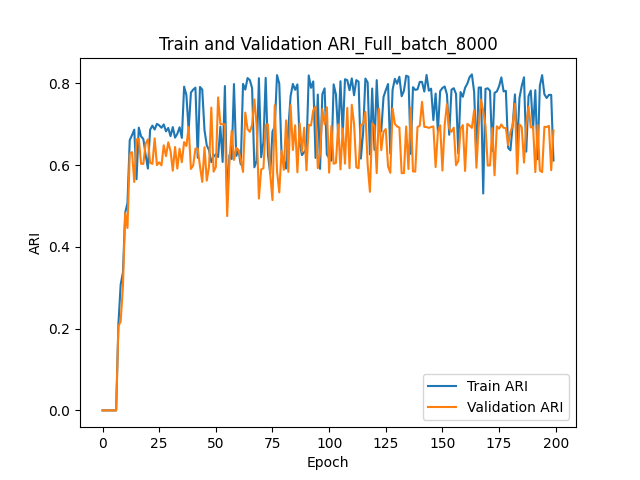 Train and Validation ARI_Full_batch_8000
ARI
0.8
0.6
0.4
0.2
0.0
Train ARI
Validation ARI
0 25 50 75 100 125 150 175 200
Epoch